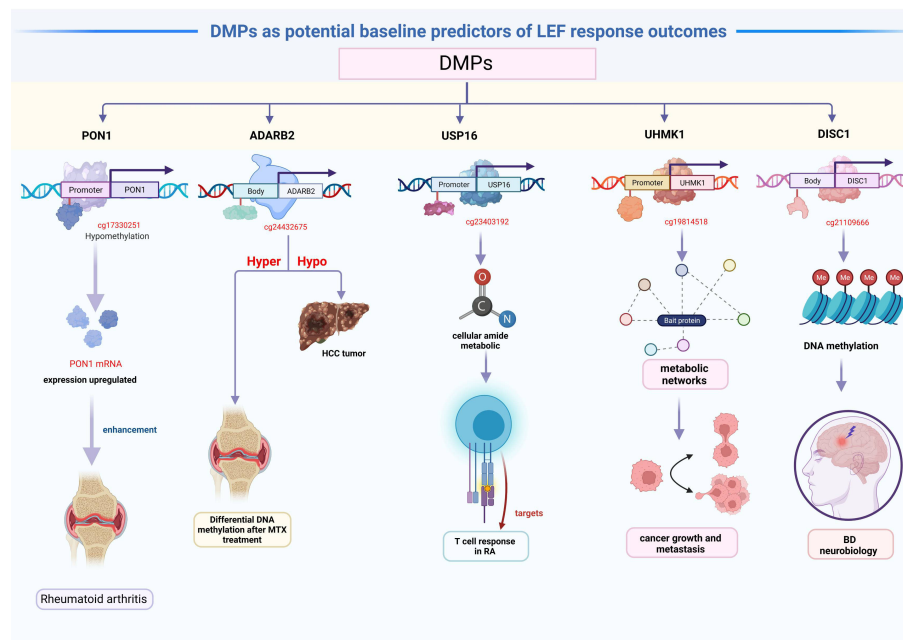 DMPs as potential baseline predictors of LEF response outcomes
DMPs
PON1
ADARB2
USP16
UHMK1
DISC1
Promoter
PON1
Body
ADARB2
Promoter
USP16
Promoter
UHMK1
Body
DISC1
cg17330251
Hypomethylation
cg24432675
cg23403192
cg19814518
cg21109666
Hyper
Hypo
HCC tumor
PON1 mRNA
expression upregulated
enhancement
Rheumatoid arthritis
Differential DNA
methylation after MTX
treatment
O
C
N
cellular amide
metabolic
targets
T cell response
in RA
Bait protein
metabolic
networks
cancer growth and
metastasis
Me
Me
Me
Me
DNA methylation
BD
neurobiology